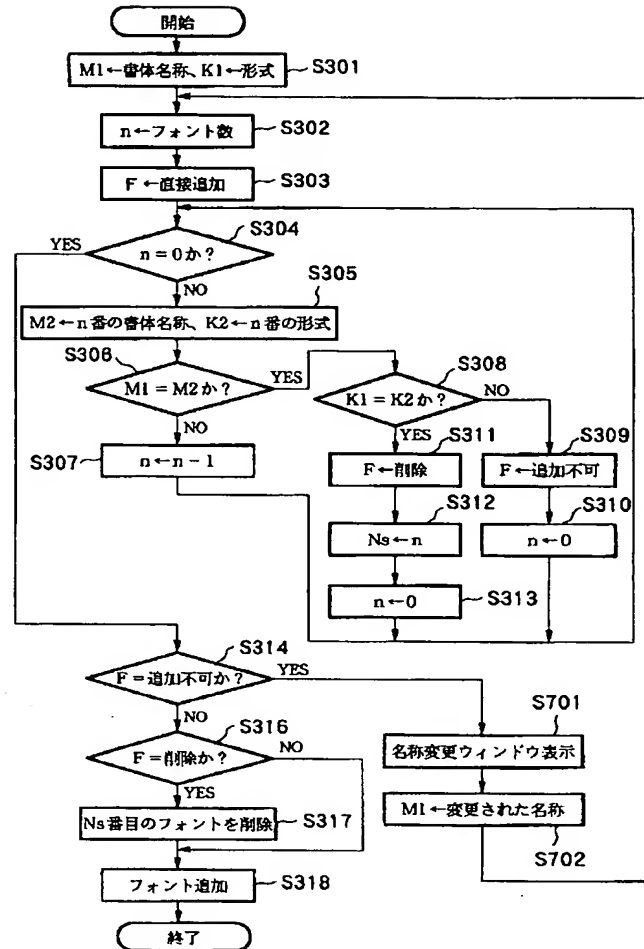 開始
M1←書体名称、K1←形式
S301
n←フォント数
S302
F←直接追加
S303
S304
YES
n=0か?
NO
S305
M2←n番の書体名称、K2←n番の形式
S306
M1=M2か?
YES
NO
S307
n←n-1
S308
K1=K2か?
NO
YES
S311
S309
F←削除
F←追加不可
S312
S310
Ns←n
n←0
n←0
S313
S314
F=追加不可か?
YES
NO
S316
F=削除か?
NO
YES
S701
名称変更ウィンドウ表示
Ns番目のフォントを削除
S317
M1←変更された名称
S702
フォント追加
S318
終了